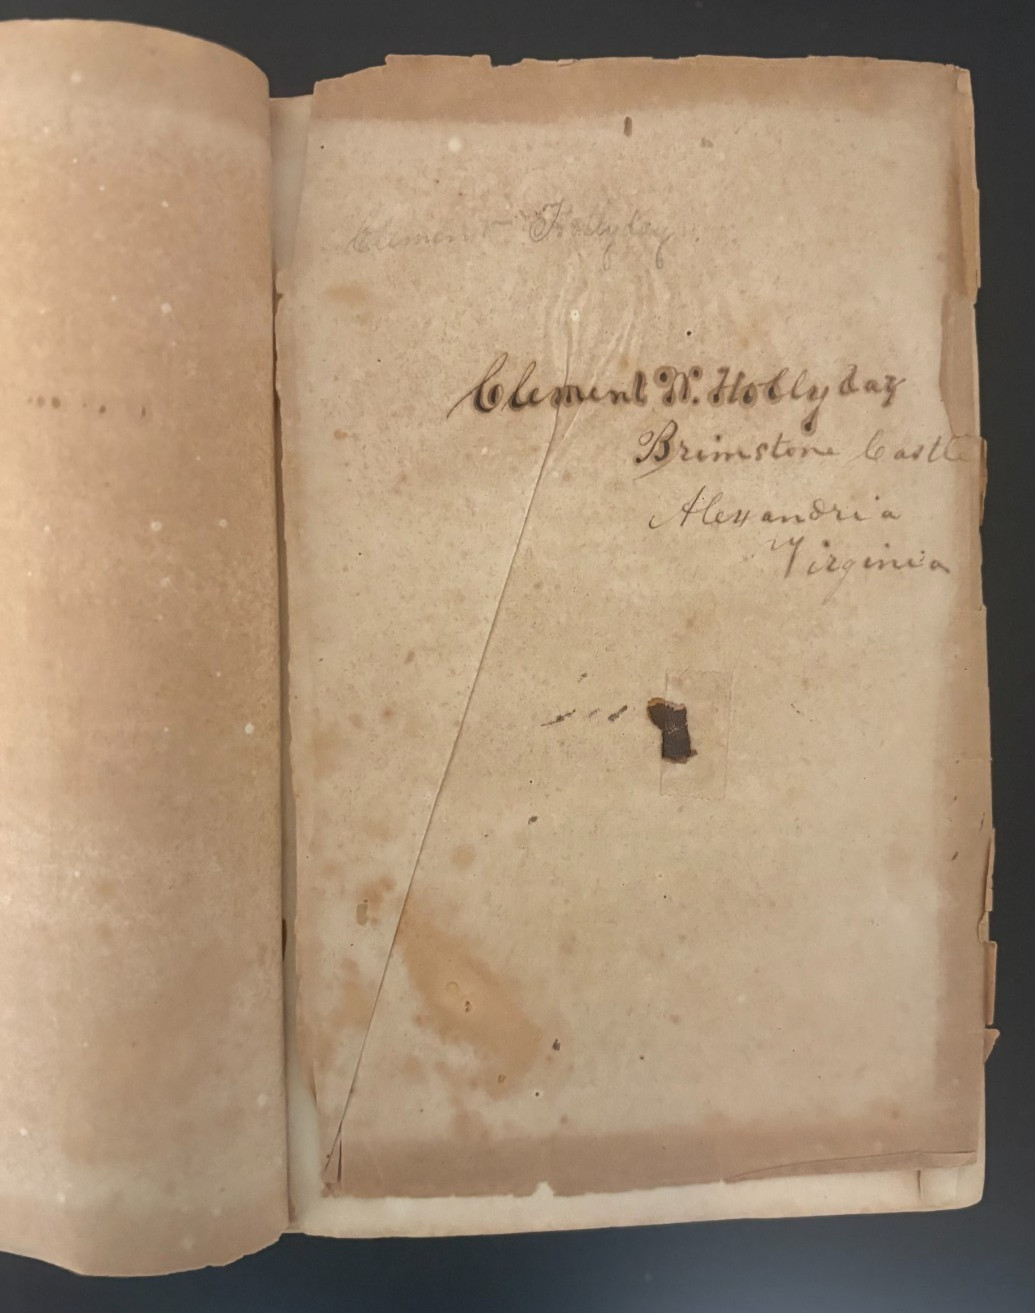 Clement Hollyday
Clement W. Hollyday
Brimstone Castle
Alexandria
Virginia